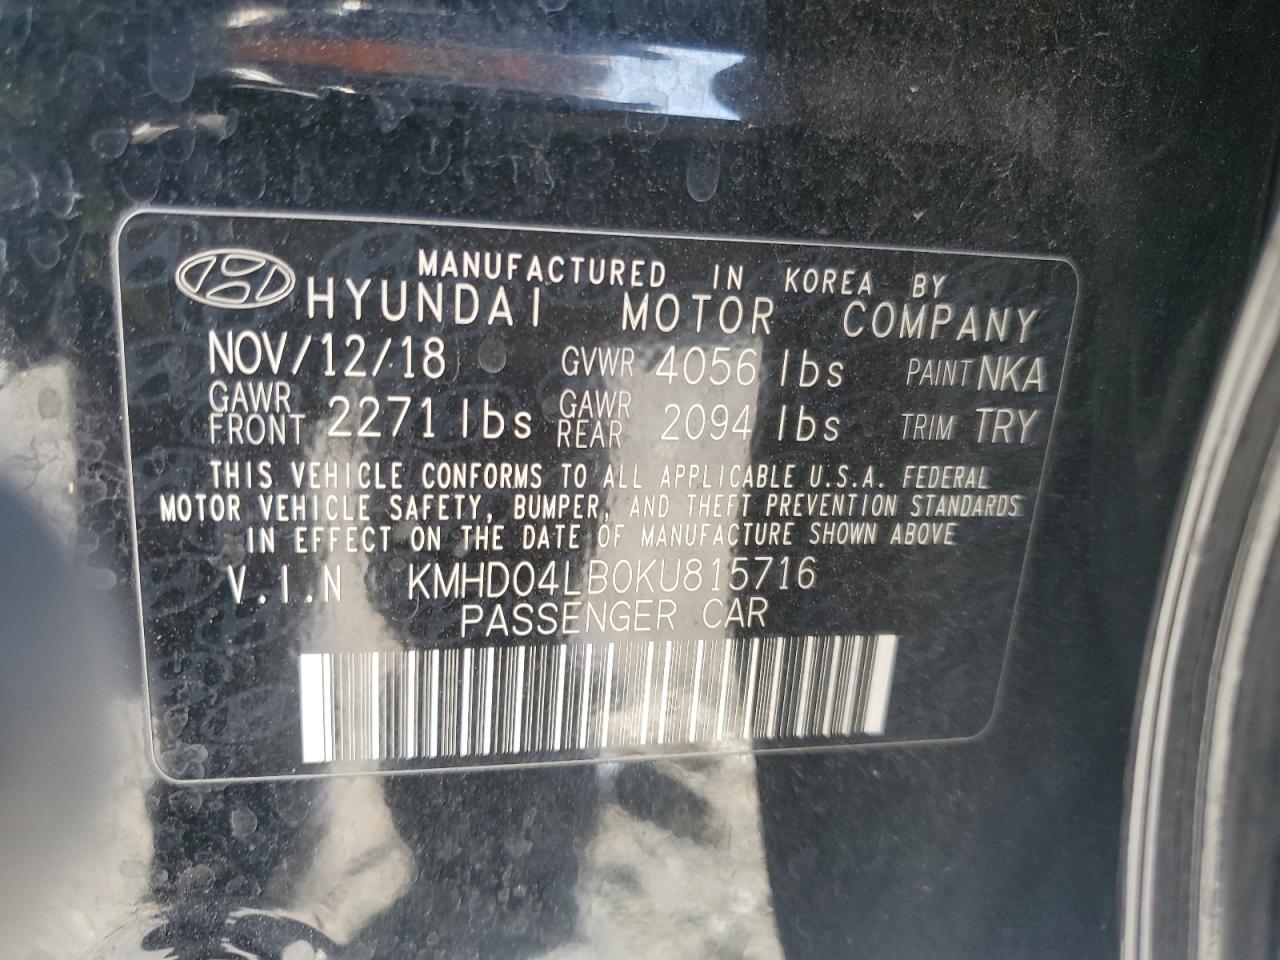 MANUFACTURED IN KOREA BY
HYUNDAI MOTOR COMPANY
NOV/12/18 GVWR 4056 lbs PAINT NKA
GAWR FRONT 2271 lbs GAWR REAR 2094 lbs TRIM TRY
THIS VEHICLE CONFORMS TO ALL APPLICABLE U.S.A. FEDERAL
MOTOR VEHICLE SAFETY, BUMPER, AND THEFT PREVENTION STANDARDS
IN EFFECT ON THE DATE OF MANUFACTURE SHOWN ABOVE
V.I.N KMHD04LB0KU815716
PASSENGER CAR